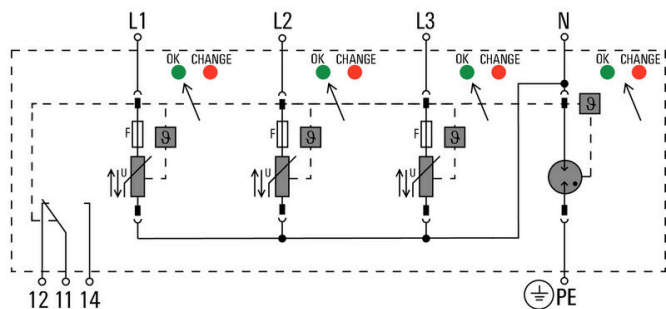 L1 L2 L3 N
OK CHANGE OK CHANGE OK CHANGE OK CHANGE
ϑ
F ϑ F ϑ F ϑ
U U U
12 11 14 PE